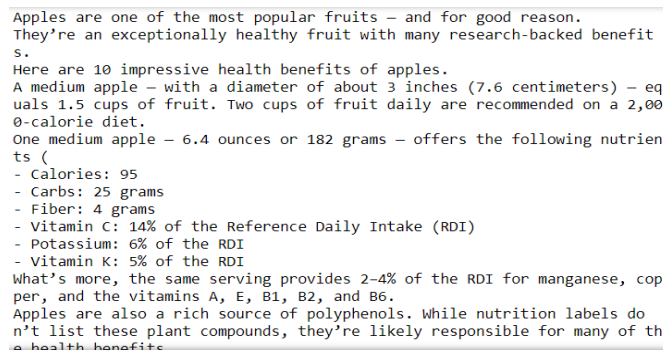 Apples are one of the most popular fruits — and for good reason.
They’re an exceptionally healthy fruit with many research-backed benefit
s.
Here are 10 impressive health benefits of apples.
A medium apple — with a diameter of about 3 inches (7.6 centimeters) — eq
uals 1.5 cups of fruit. Two cups of fruit daily are recommended on a 2,00
0-calorie diet.
One medium apple — 6.4 ounces or 182 grams — offers the following nutrien
ts (
- Calories: 95
- Carbs: 25 grams
- Fiber: 4 grams
- Vitamin C: 14% of the Reference Daily Intake (RDI)
- Potassium: 6% of the RDI
- Vitamin K: 5% of the RDI
What’s more, the same serving provides 2–4% of the RDI for manganese, cop
per, and the vitamins A, E, B1, B2, and B6.
Apples are also a rich source of polyphenols. While nutrition labels do
n’t list these plant compounds, they’re likely responsible for many of th
e health benefits